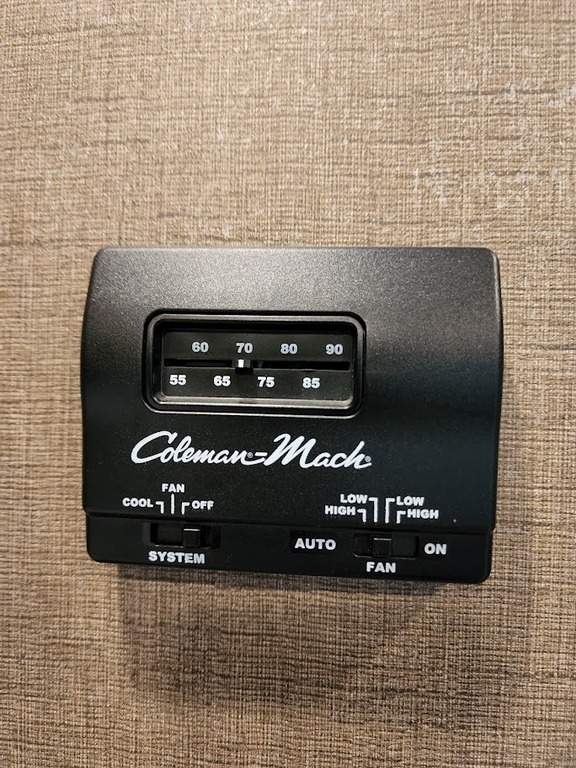 60 70 80 90
55 65 75 85
Coleman®-Mach®
FAN
COOL OFF
LOW LOW
HIGH HIGH
AUTO ON
SYSTEM FAN